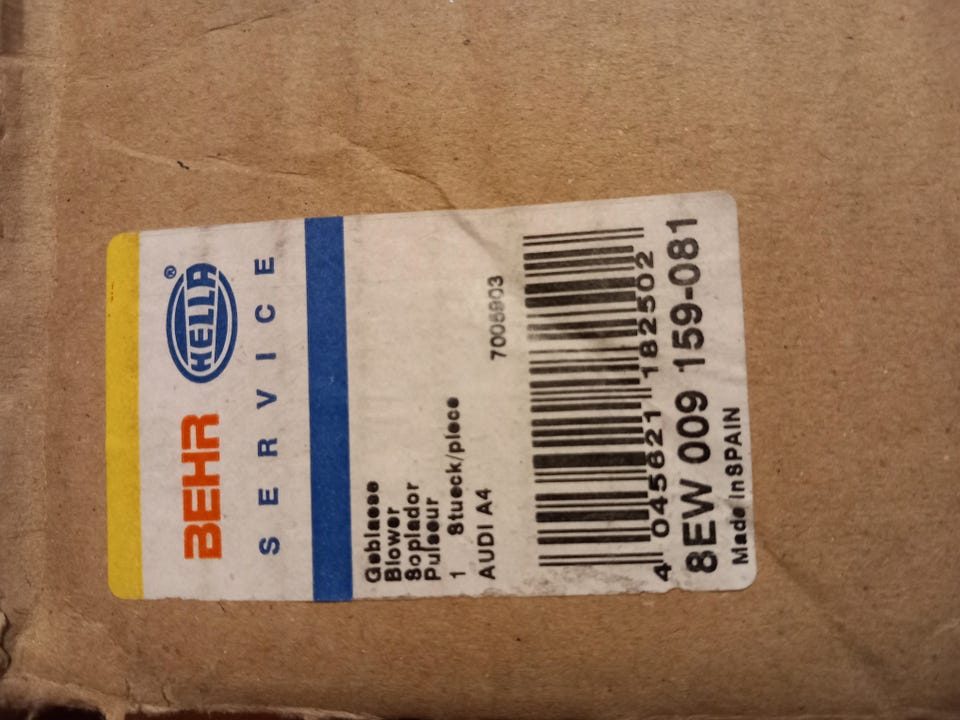 BEHR HELLA®
SERVICE
Geblaese
Blower
Soplador
Pulseur
1 Stueck/piece
AUDI A4
7005903
4 045621 182502
8EW 009 159-081
Made in SPAIN